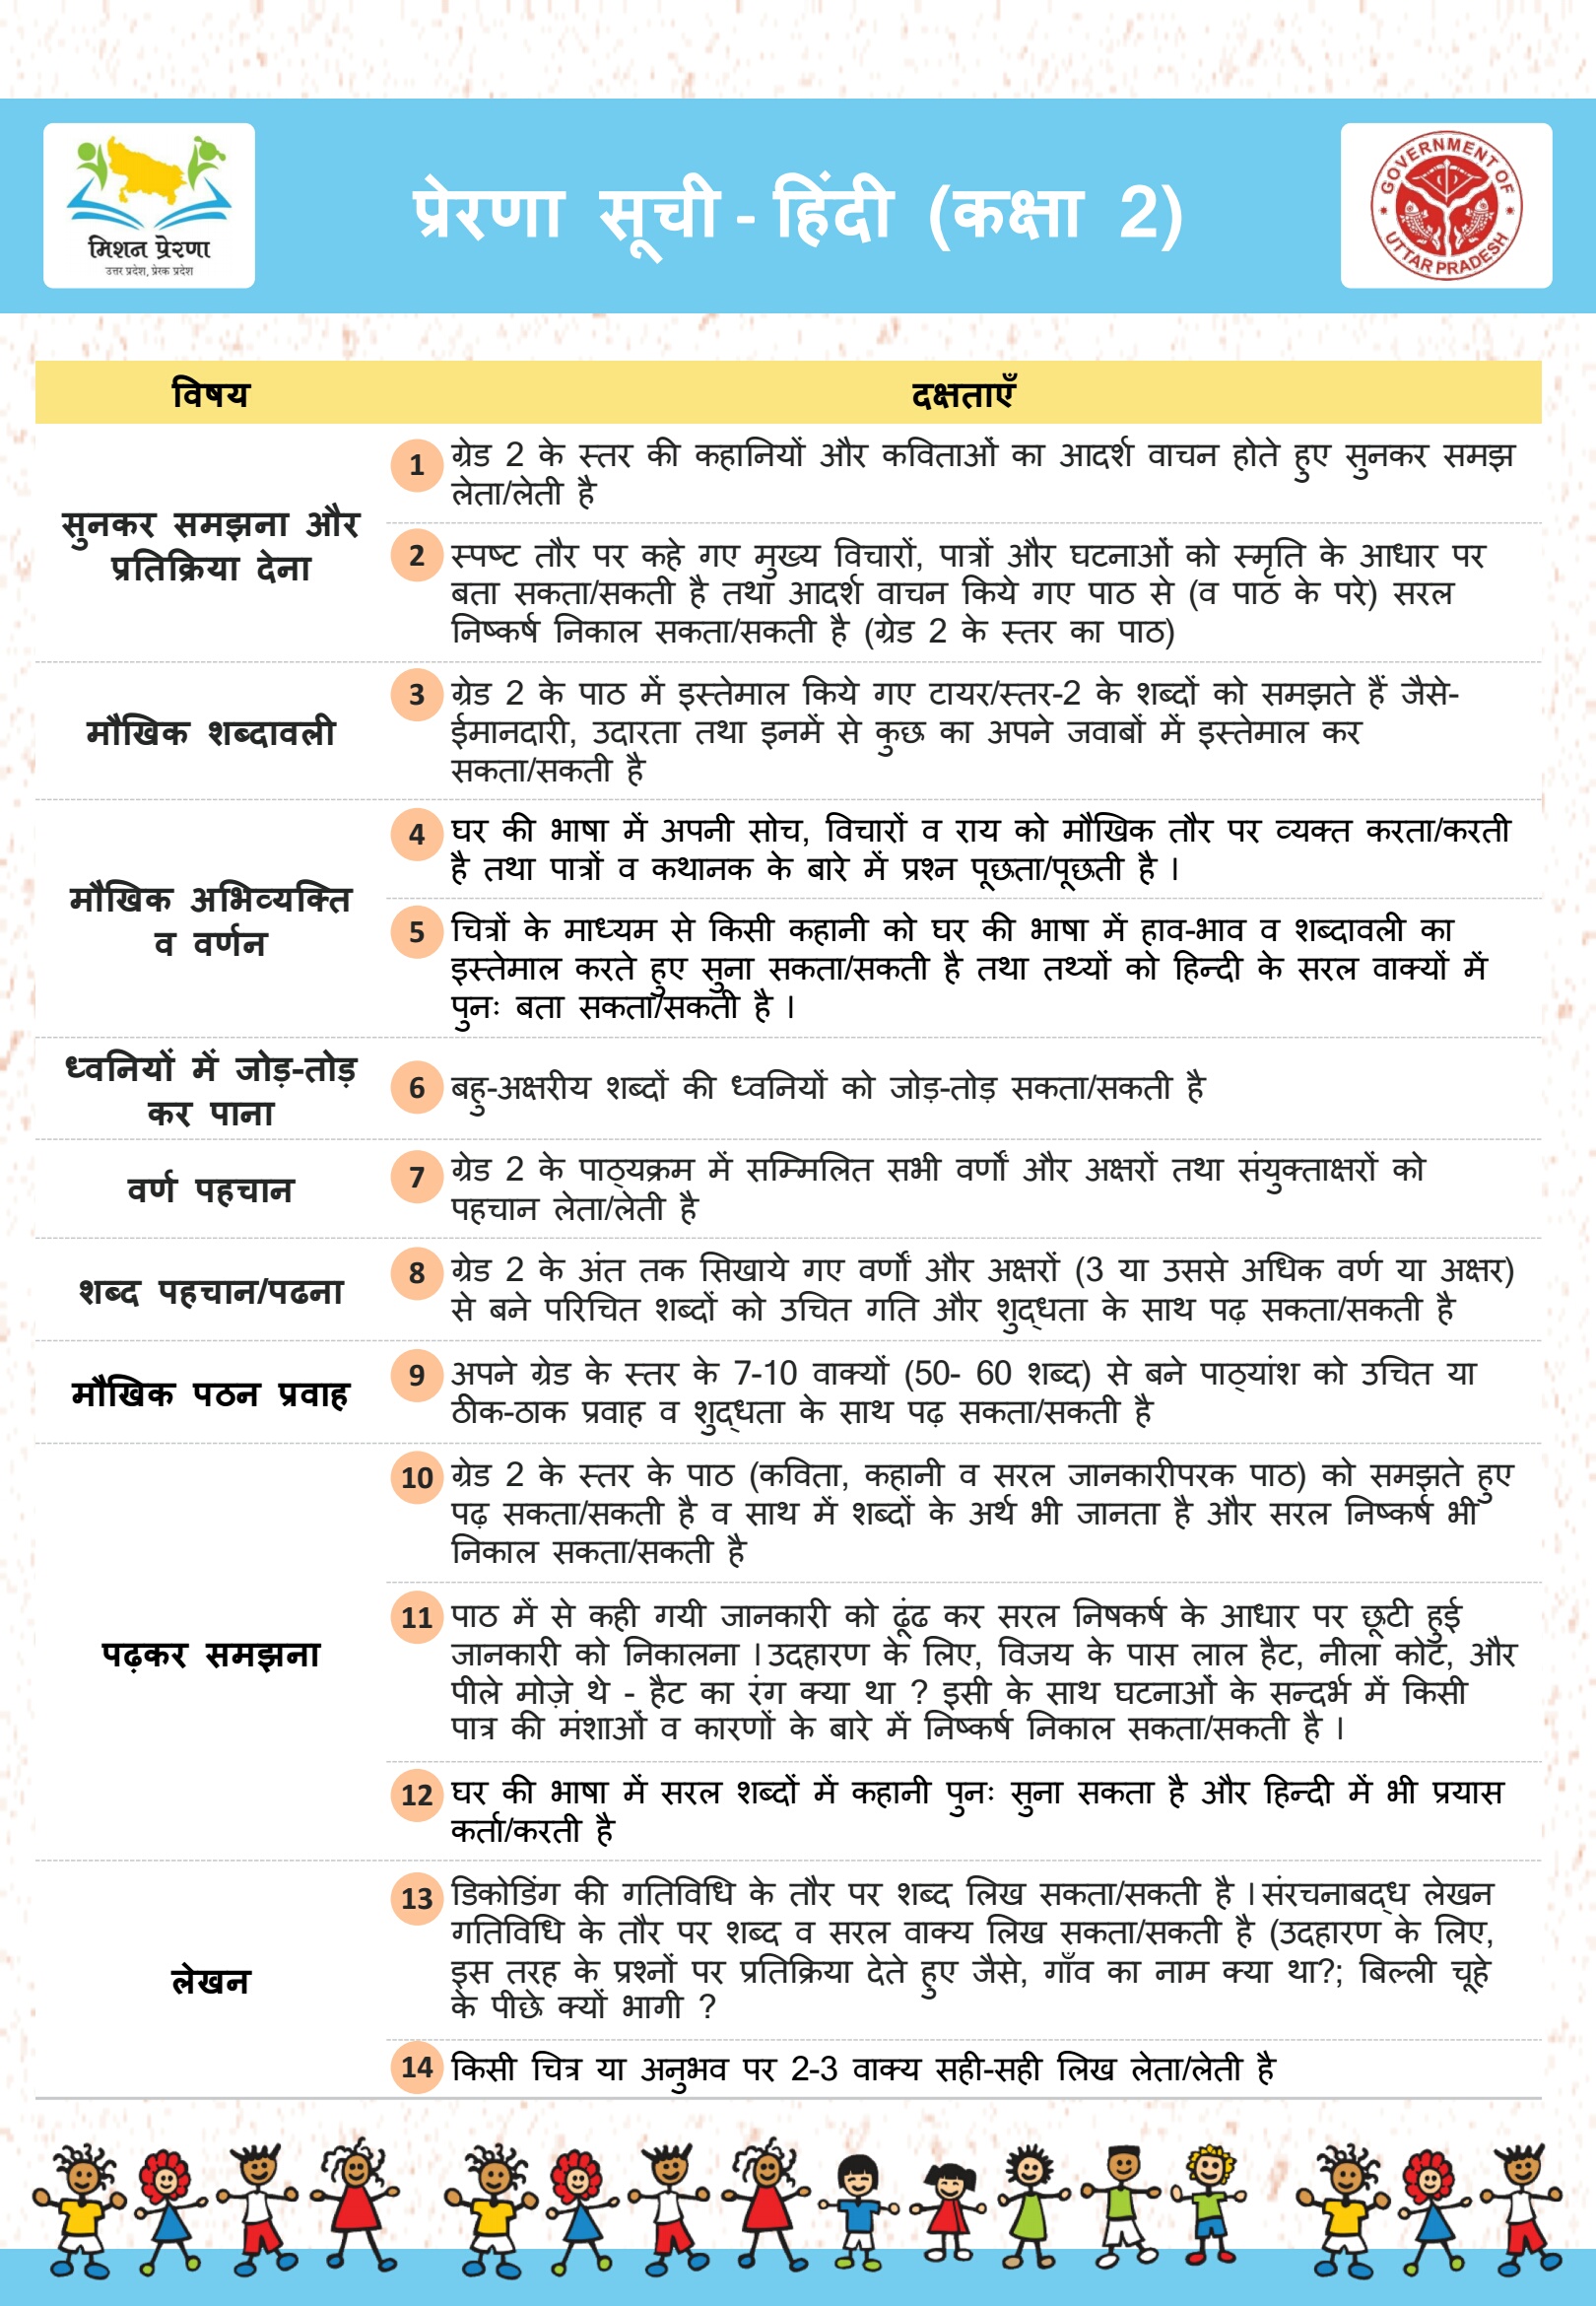 मिशन प्रेरणा
उत्तर प्रदेश, प्रेरक प्रदेश
प्रेरणा सूची - हिंदी (कक्षा 2)
GOVERNMENT OF
UTTAR PRADESH
विषय
दक्षताएँ
सुनकर समझना और
प्रतिक्रिया देना
1
ग्रेड 2 के स्तर की कहानियों और कविताओं का आदर्श वाचन होते हुए सुनकर समझ
लेता/लेती है
2
स्पष्ट तौर पर कहे गए मुख्य विचारों, पात्रों और घटनाओं को स्मृति के आधार पर
बता सकता/सकती है तथा आदर्श वाचन किये गए पाठ से (व पाठ के परे) सरल
निष्कर्ष निकाल सकता/सकती है (ग्रेड 2 के स्तर का पाठ)
मौखिक शब्दावली
3
ग्रेड 2 के पाठ में इस्तेमाल किये गए टायर/स्तर-2 के शब्दों को समझते हैं जैसे-
ईमानदारी, उदारता तथा इनमें से कुछ का अपने जवाबों में इस्तेमाल कर
सकता/सकती है
मौखिक अभिव्यक्ति
व वर्णन
4
घर की भाषा में अपनी सोच, विचारों व राय को मौखिक तौर पर व्यक्त करता/करती
है तथा पात्रों व कथानक के बारे में प्रश्न पूछता/पूछती है ।
5
चित्रों के माध्यम से किसी कहानी को घर की भाषा में हाव-भाव व शब्दावली का
इस्तेमाल करते हुए सुना सकता/सकती है तथा तथ्यों को हिन्दी के सरल वाक्यों में
पुनः बता सकता/सकती है ।
ध्वनियों में जोड़-तोड़
कर पाना
6
बहु-अक्षरीय शब्दों की ध्वनियों को जोड़-तोड़ सकता/सकती है
वर्ण पहचान
7
ग्रेड 2 के पाठ्यक्रम में सम्मिलित सभी वर्णों और अक्षरों तथा संयुक्ताक्षरों को
पहचान लेता/लेती है
शब्द पहचान/पढना
8
ग्रेड 2 के अंत तक सिखाये गए वर्णों और अक्षरों (3 या उससे अधिक वर्ण या अक्षर)
से बने परिचित शब्दों को उचित गति और शुद्धता के साथ पढ़ सकता/सकती है
मौखिक पठन प्रवाह
9
अपने ग्रेड के स्तर के 7-10 वाक्यों (50- 60 शब्द) से बने पाठ्यांश को उचित या
ठीक-ठाक प्रवाह व शुद्धता के साथ पढ़ सकता/सकती है
पढ़कर समझना
10
ग्रेड 2 के स्तर के पाठ (कविता, कहानी व सरल जानकारीपरक पाठ) को समझते हुए
पढ़ सकता/सकती है व साथ में शब्दों के अर्थ भी जानता है और सरल निष्कर्ष भी
निकाल सकता/सकती है
11
पाठ में से कही गयी जानकारी को ढूंढ कर सरल निषकर्ष के आधार पर छूटी हुई
जानकारी को निकालना ।उदहारण के लिए, विजय के पास लाल हैट, नीला कोट, और
पीले मोज़े थे - हैट का रंग क्या था ? इसी के साथ घटनाओं के सन्दर्भ में किसी
पात्र की मंशाओं व कारणों के बारे में निष्कर्ष निकाल सकता/सकती है ।
12
घर की भाषा में सरल शब्दों में कहानी पुनः सुना सकता है और हिन्दी में भी प्रयास
कर्ता/करती है
लेखन
13
डिकोडिंग की गतिविधि के तौर पर शब्द लिख सकता/सकती है ।संरचनाबद्ध लेखन
गतिविधि के तौर पर शब्द व सरल वाक्य लिख सकता/सकती है (उदहारण के लिए,
इस तरह के प्रश्नों पर प्रतिक्रिया देते हुए जैसे, गाँव का नाम क्या था?; बिल्ली चूहे
के पीछे क्यों भागी ?
14
किसी चित्र या अनुभव पर 2-3 वाक्य सही-सही लिख लेता/लेती है